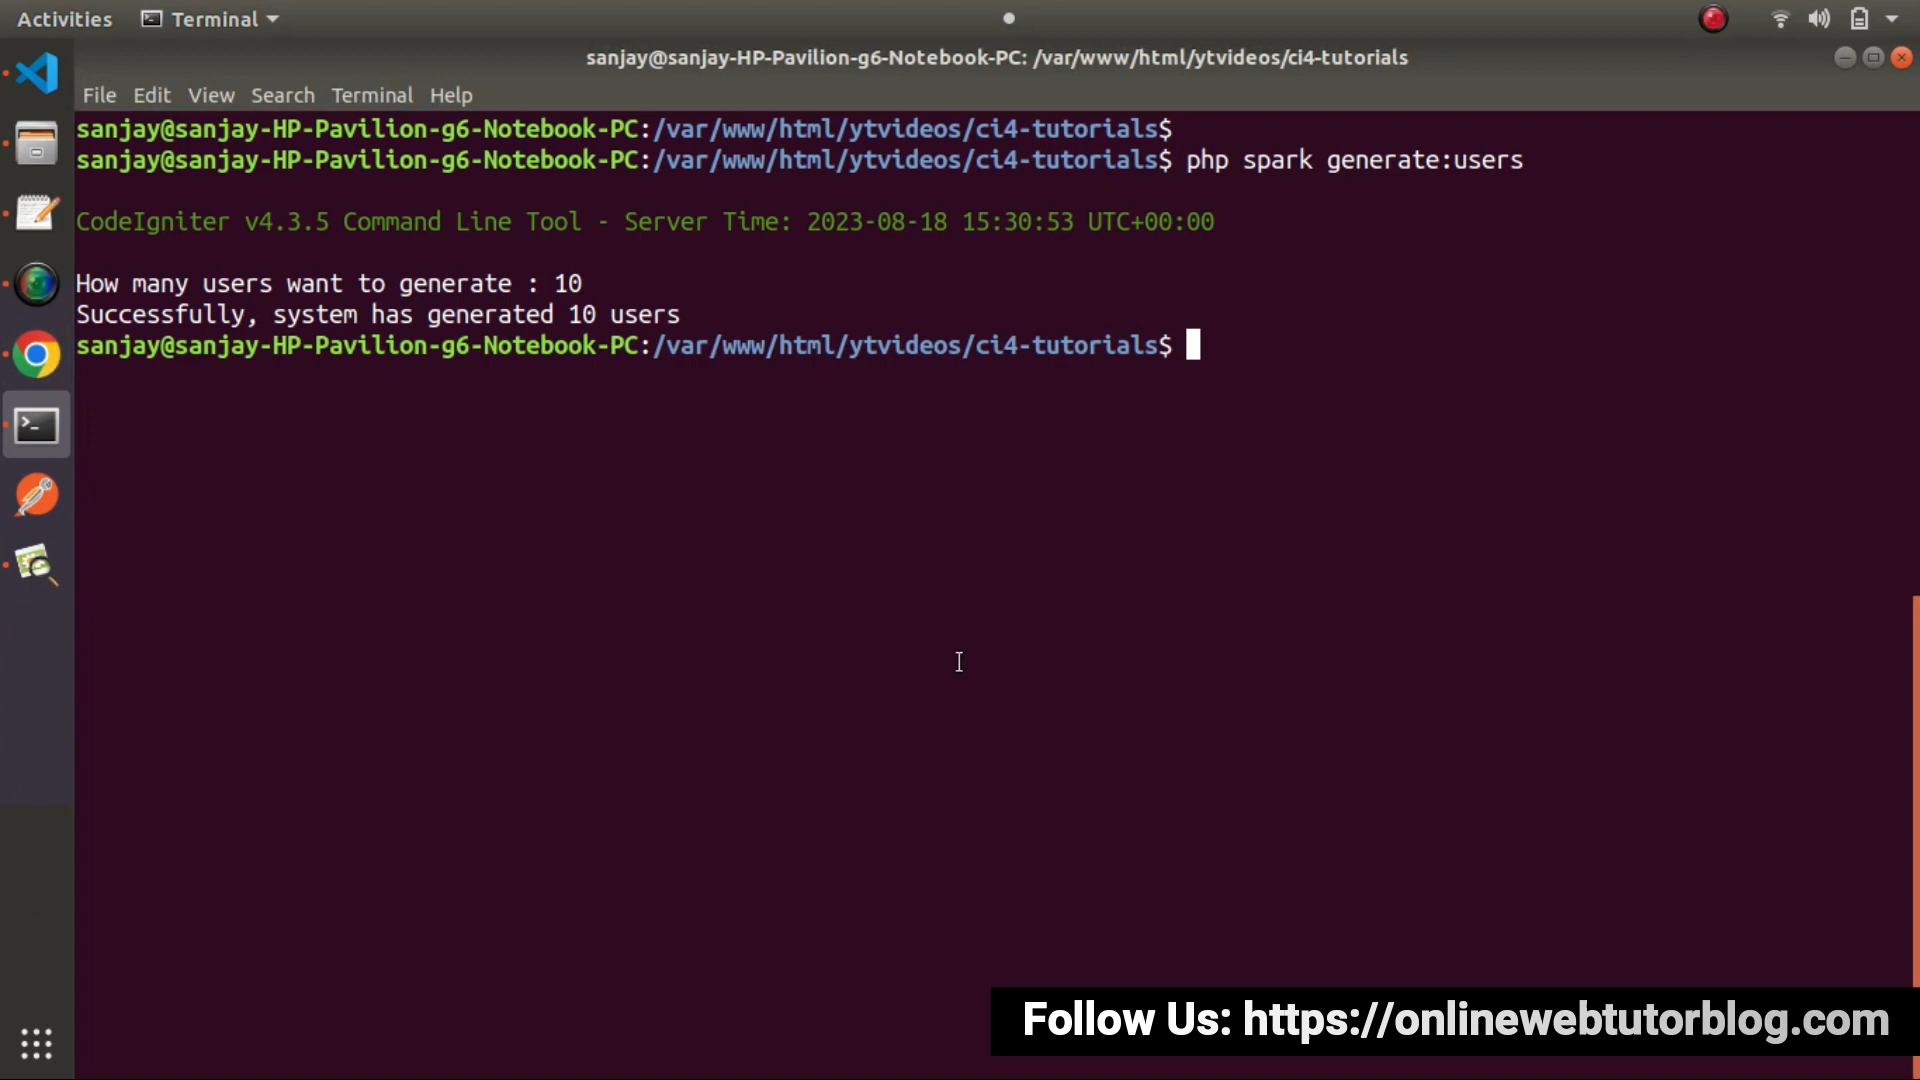 Activities Terminal
sanjay@sanjay-HP-Pavilion-g6-Notebook-PC: /var/www/html/ytvideos/ci4-tutorials
File Edit View Search Terminal Help
sanjay@sanjay-HP-Pavilion-g6-Notebook-PC:/var/www/html/ytvideos/ci4-tutorials$
sanjay@sanjay-HP-Pavilion-g6-Notebook-PC:/var/www/html/ytvideos/ci4-tutorials$ php spark generate:users
CodeIgniter v4.3.5 Command Line Tool - Server Time: 2023-08-18 15:30:53 UTC+00:00
How many users want to generate : 10
Successfully, system has generated 10 users
sanjay@sanjay-HP-Pavilion-g6-Notebook-PC:/var/www/html/ytvideos/ci4-tutorials$
Follow Us: https://onlinewebtutorblog.com